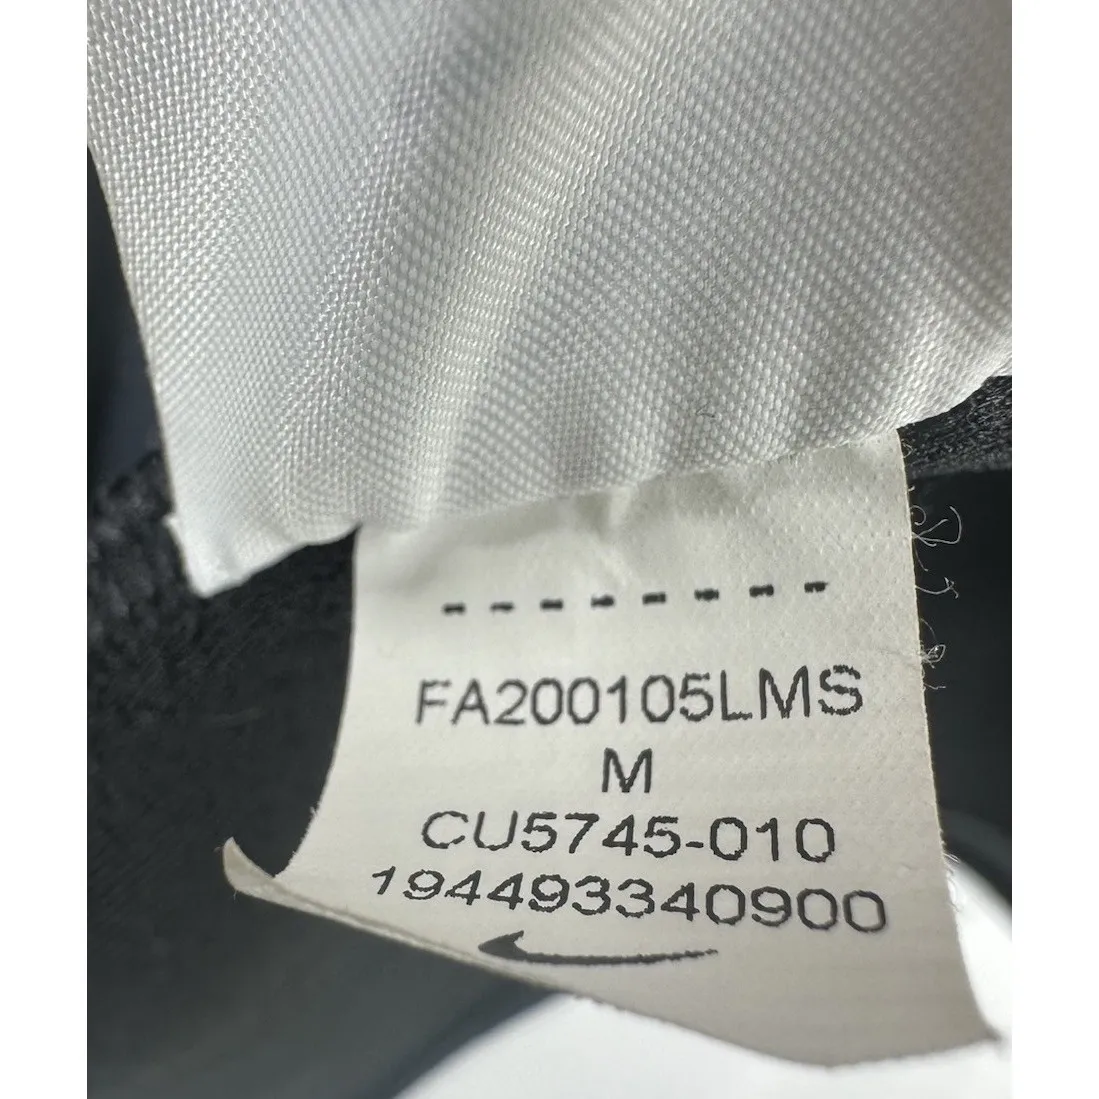 --------
FA200105LMS
M
CU5745-010
194493340900